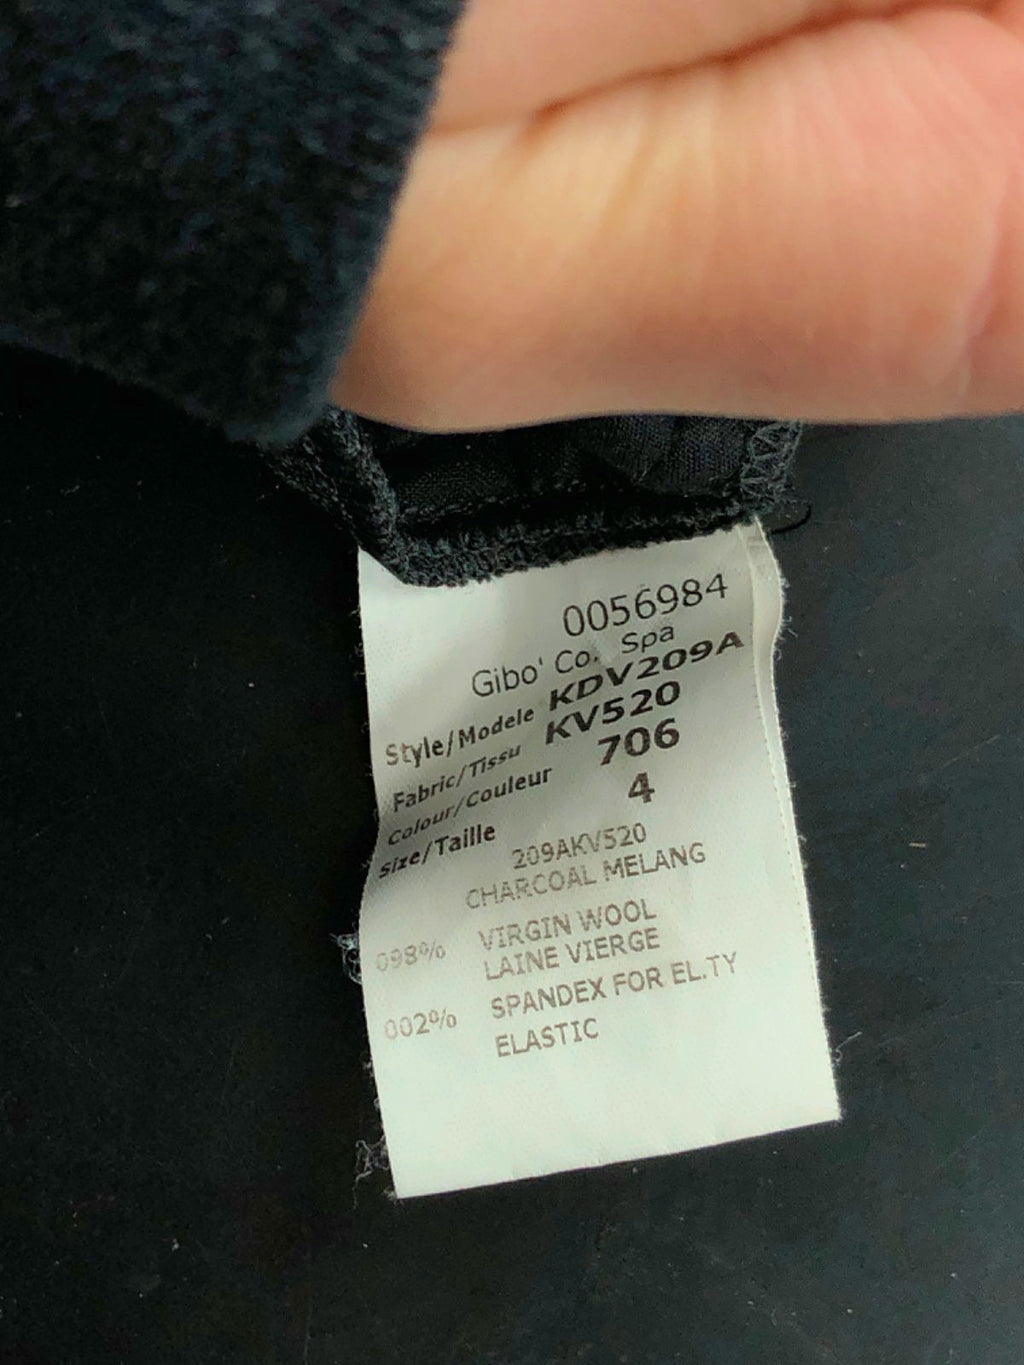 0056984
Gibo' Co. Spa
Style/Modele KDV209A
Fabric/Tissu KV520
Colour/Couleur 706
Size/Taille 4
209AKV520
CHARCOAL MELANG
098% VIRGIN WOOL
LAINE VIERGE
002% SPANDEX FOR EL.TY
ELASTIC